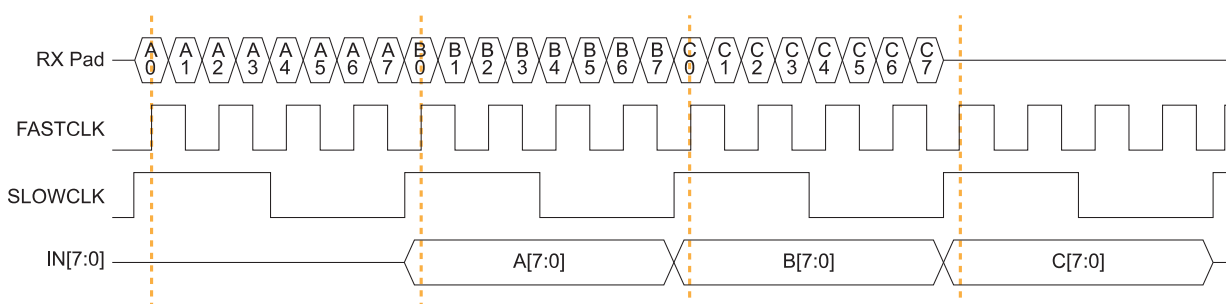 RX Pad A0 A1 A2 A3 A4 A5 A6 A7 B0 B1 B2 B3 B4 B5 B6 B7 C0 C1 C2 C3 C4 C5 C6 C7
FASTCLK
SLOWCLK
IN[7:0] A[7:0] B[7:0] C[7:0]